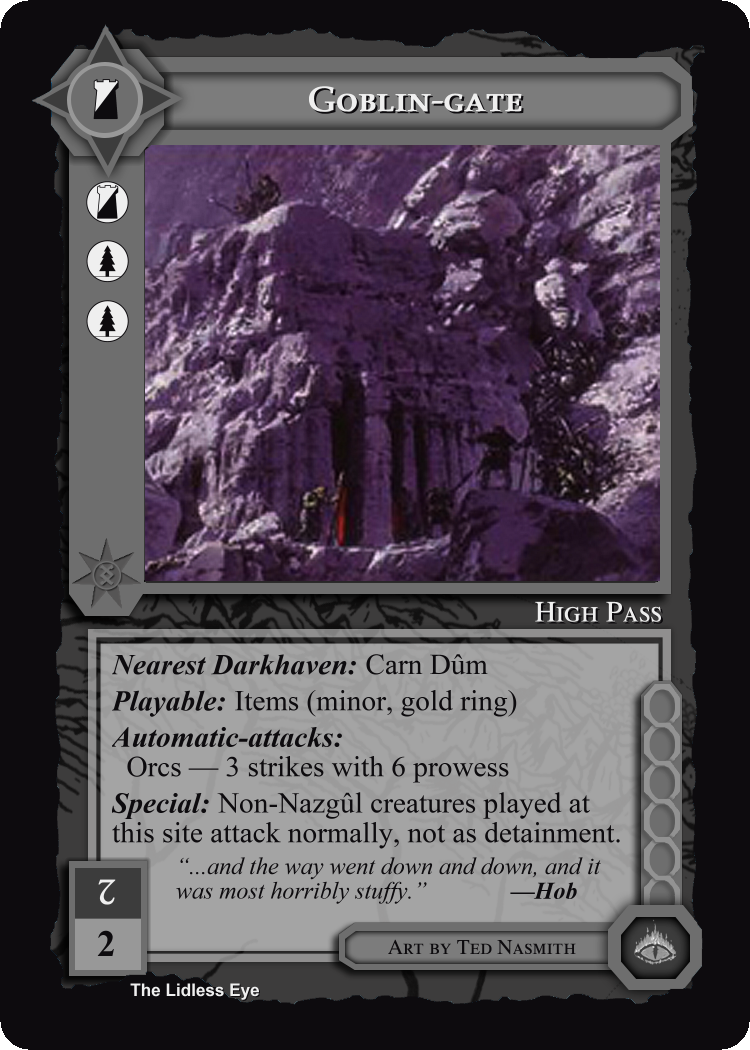 Goblin-gate
High Pass
Nearest Darkhaven: Carn Dûm
Playable: Items (minor, gold ring)
Automatic-attacks:
Orcs — 3 strikes with 6 prowess
Special: Non-Nazgûl creatures played at
this site attack normally, not as detainment.
“...and the way went down and down, and it
was most horribly stuffy.” —Hob
2
2
Art by Ted Nasmith
The Lidless Eye